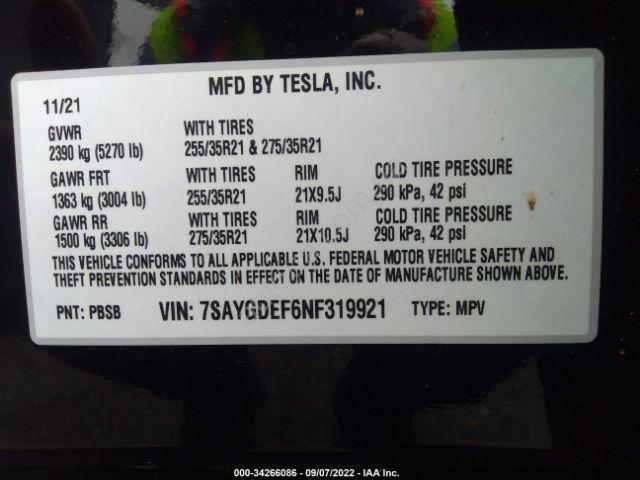 MFD BY TESLA, INC.
11/21
GVWR WITH TIRES
2390 kg (5270 lb) 255/35R21 & 275/35R21
GAWR FRT WITH TIRES RIM COLD TIRE PRESSURE
1363 kg (3004 lb) 255/35R21 21X9.5J 290 kPa, 42 psi
GAWR RR WITH TIRES RIM COLD TIRE PRESSURE
1500 kg (3306 lb) 275/35R21 21X10.5J 290 kPa, 42 psi
THIS VEHICLE CONFORMS TO ALL APPLICABLE U.S. FEDERAL MOTOR VEHICLE SAFETY AND
THEFT PREVENTION STANDARDS IN EFFECT ON THE DATE OF MANUFACTURE SHOWN ABOVE.
PNT: PBSB VIN: 7SAYGDEF6NF319921 TYPE: MPV
000-34266086 - 09/07/2022 - IAA Inc.